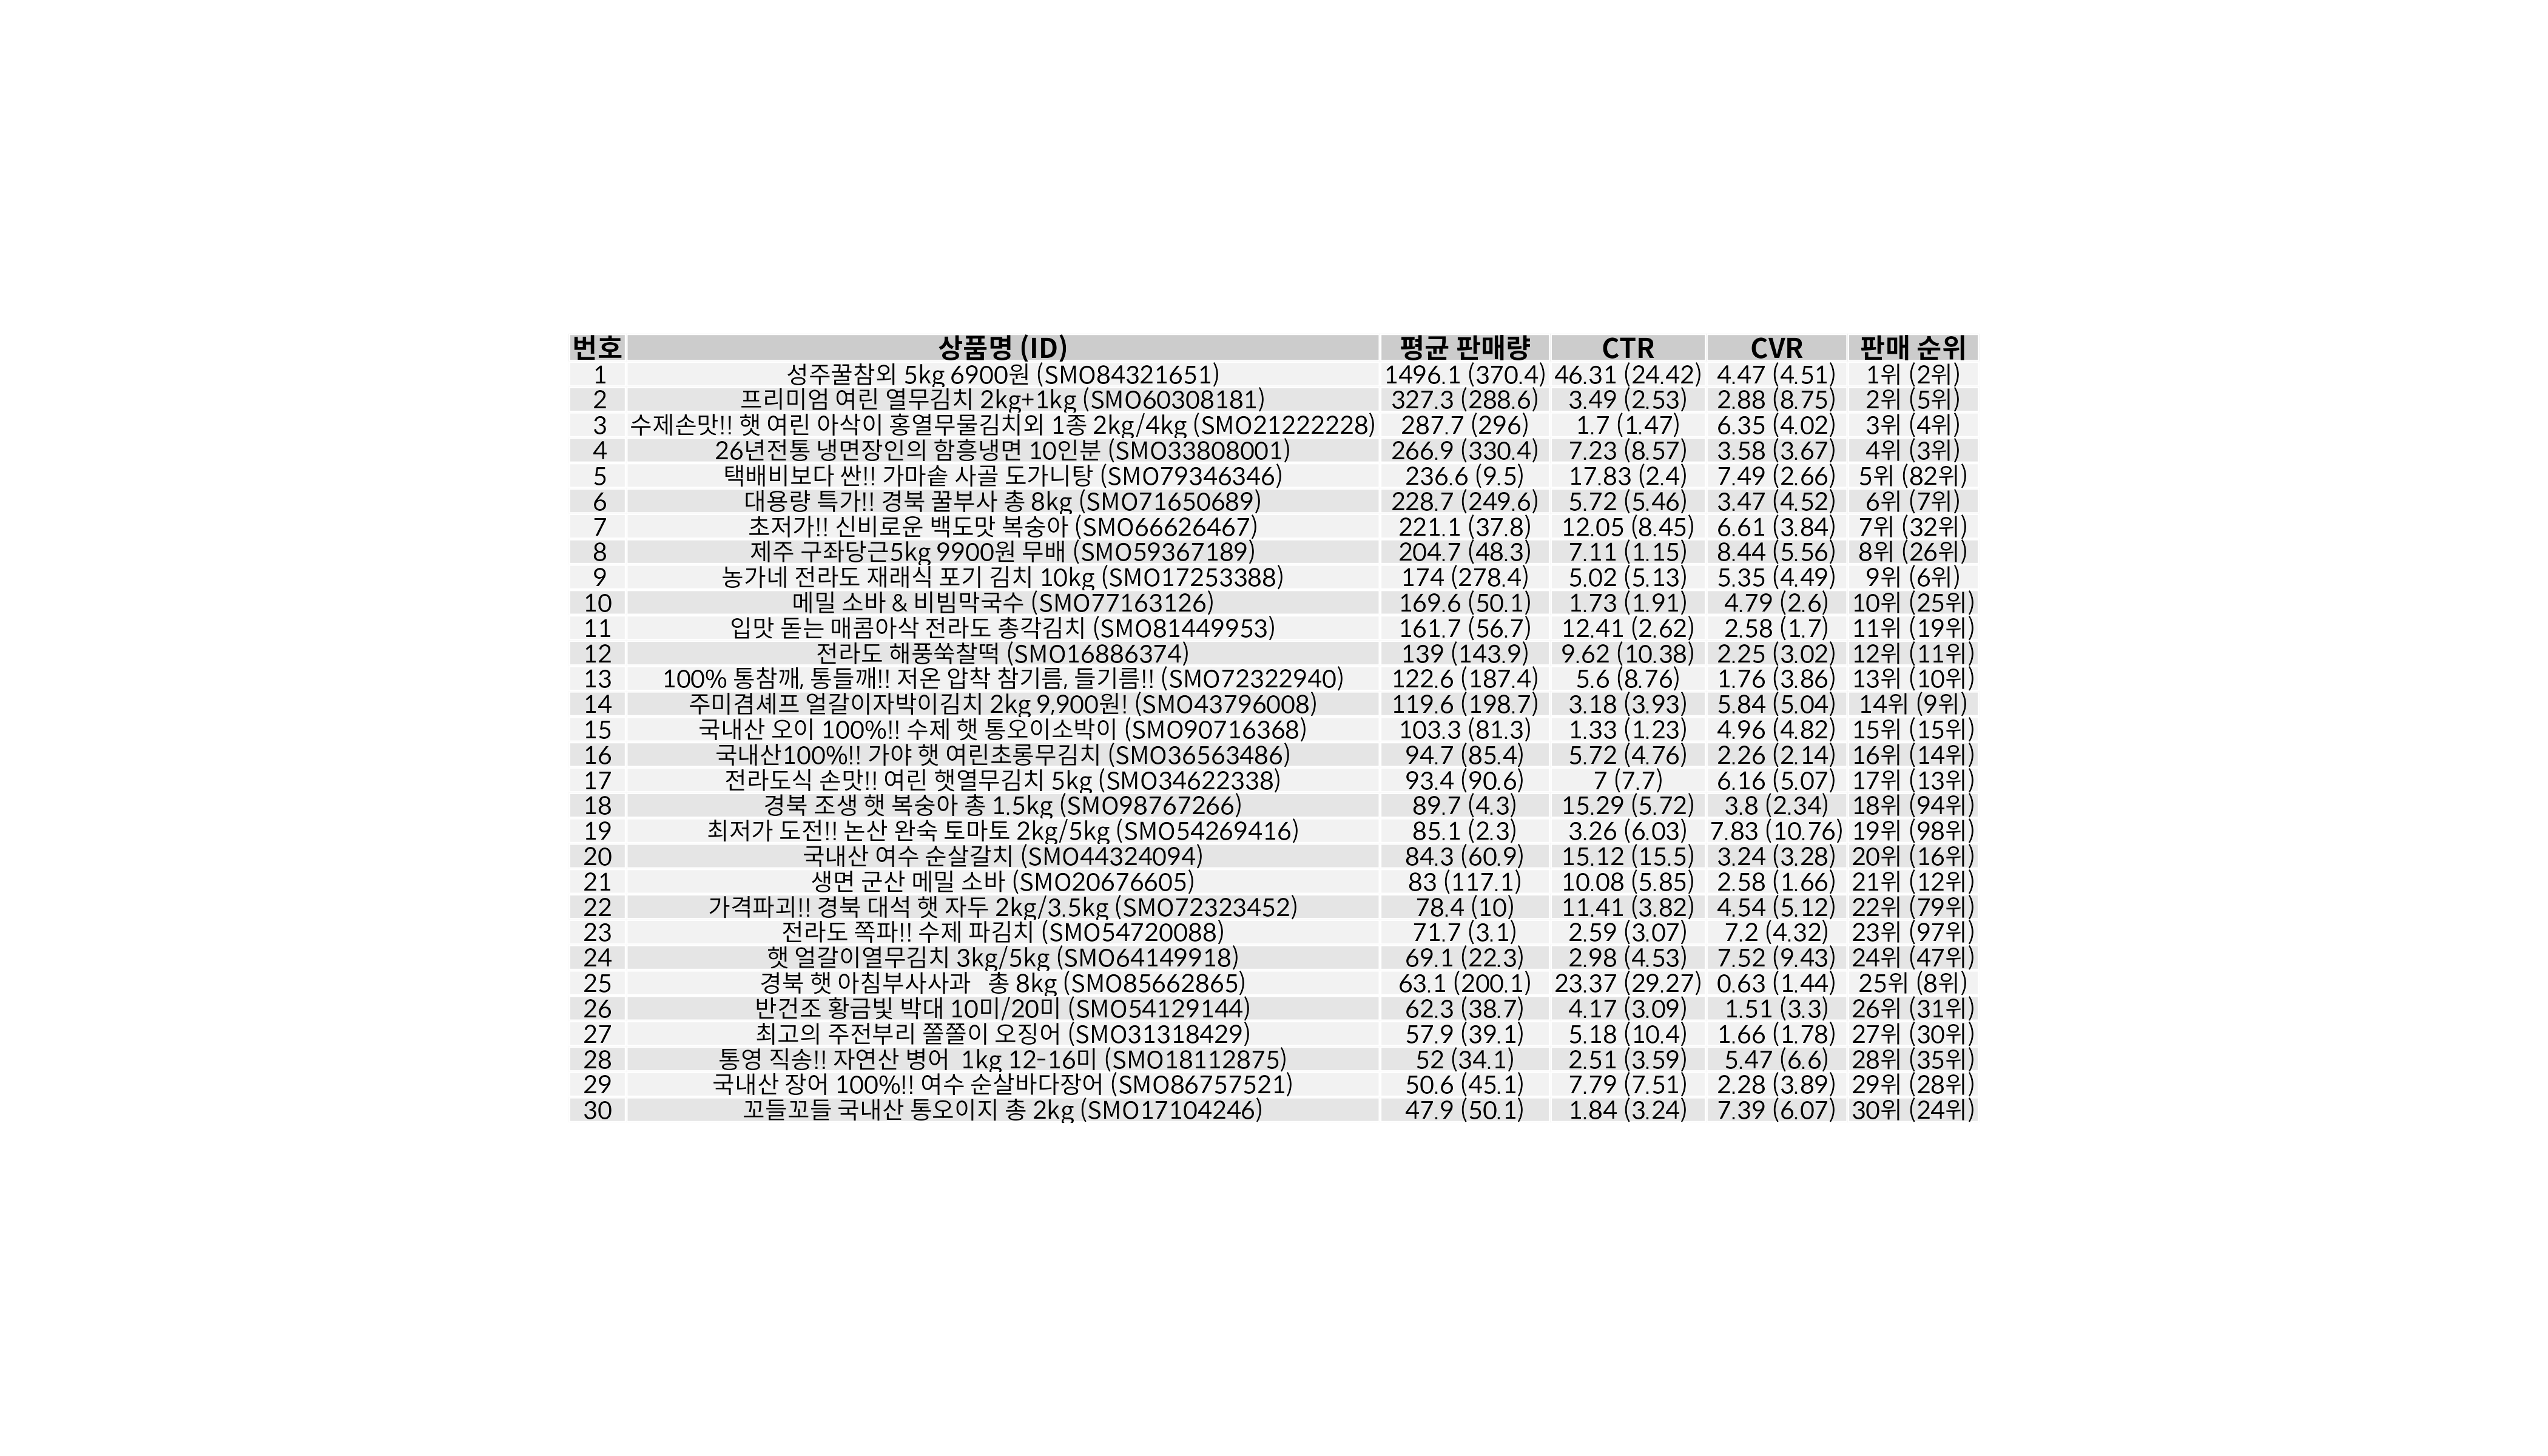 번호 상품명 (ID) 평균 판매량 CTR CVR 판매 순위
1 성주꿀참외 5kg 6900원 (SMO84321651) 1496.1 (370.4) 46.31 (24.42) 4.47 (4.51) 1위 (2위)
2 프리미엄 여린 열무김치 2kg+1kg (SMO60308181) 327.3 (288.6) 3.49 (2.53) 2.88 (8.75) 2위 (5위)
3 수제손맛!! 햇 여린 아삭이 홍열무물김치외 1종 2kg/4kg (SMO21222228) 287.7 (296) 1.7 (1.47) 6.35 (4.02) 3위 (4위)
4 26년전통 냉면장인의 함흥냉면 10인분 (SMO33808001) 266.9 (330.4) 7.23 (8.57) 3.58 (3.67) 4위 (3위)
5 택배비보다 싼!! 가마솥 사골 도가니탕 (SMO79346346) 236.6 (9.5) 17.83 (2.4) 7.49 (2.66) 5위 (82위)
6 대용량 특가!! 경북 꿀부사 총 8kg (SMO71650689) 228.7 (249.6) 5.72 (5.46) 3.47 (4.52) 6위 (7위)
7 초저가!! 신비로운 백도맛 복숭아 (SMO66626467) 221.1 (37.8) 12.05 (8.45) 6.61 (3.84) 7위 (32위)
8 제주 구좌당근5kg 9900원 무배 (SMO59367189) 204.7 (48.3) 7.11 (1.15) 8.44 (5.56) 8위 (26위)
9 농가네 전라도 재래식 포기 김치 10kg (SMO17253388) 174 (278.4) 5.02 (5.13) 5.35 (4.49) 9위 (6위)
10 메밀 소바 & 비빔막국수 (SMO77163126) 169.6 (50.1) 1.73 (1.91) 4.79 (2.6) 10위 (25위)
11 입맛 돋는 매콤아삭 전라도 총각김치 (SMO81449953) 161.7 (56.7) 12.41 (2.62) 2.58 (1.7) 11위 (19위)
12 전라도 해풍쑥찰떡 (SMO16886374) 139 (143.9) 9.62 (10.38) 2.25 (3.02) 12위 (11위)
13 100% 통참깨, 통들깨!! 저온 압착 참기름, 들기름!! (SMO72322940) 122.6 (187.4) 5.6 (8.76) 1.76 (3.86) 13위 (10위)
14 주미겸셰프 얼갈이자박이김치 2kg 9,900원! (SMO43796008) 119.6 (198.7) 3.18 (3.93) 5.84 (5.04) 14위 (9위)
15 국내산 오이 100%!! 수제 햇 통오이소박이 (SMO90716368) 103.3 (81.3) 1.33 (1.23) 4.96 (4.82) 15위 (15위)
16 국내산100%!! 가야 햇 여린초롱무김치 (SMO36563486) 94.7 (85.4) 5.72 (4.76) 2.26 (2.14) 16위 (14위)
17 전라도식 손맛!! 여린 햇열무김치 5kg (SMO34622338) 93.4 (90.6) 7 (7.7) 6.16 (5.07) 17위 (13위)
18 경북 조생 햇 복숭아 총 1.5kg (SMO98767266) 89.7 (4.3) 15.29 (5.72) 3.8 (2.34) 18위 (94위)
19 최저가 도전!! 논산 완숙 토마토 2kg/5kg (SMO54269416) 85.1 (2.3) 3.26 (6.03) 7.83 (10.76) 19위 (98위)
20 국내산 여수 순살갈치 (SMO44324094) 84.3 (60.9) 15.12 (15.5) 3.24 (3.28) 20위 (16위)
21 생면 군산 메밀 소바 (SMO20676605) 83 (117.1) 10.08 (5.85) 2.58 (1.66) 21위 (12위)
22 가격파괴!! 경북 대석 햇 자두 2kg/3.5kg (SMO72323452) 78.4 (10) 11.41 (3.82) 4.54 (5.12) 22위 (79위)
23 전라도 쪽파!! 수제 파김치 (SMO54720088) 71.7 (3.1) 2.59 (3.07) 7.2 (4.32) 23위 (97위)
24 햇 얼갈이열무김치 3kg/5kg (SMO64149918) 69.1 (22.3) 2.98 (4.53) 7.52 (9.43) 24위 (47위)
25 경북 햇 아침부사사과 총 8kg (SMO85662865) 63.1 (200.1) 23.37 (29.27) 0.63 (1.44) 25위 (8위)
26 반건조 황금빛 박대 10미/20미 (SMO54129144) 62.3 (38.7) 4.17 (3.09) 1.51 (3.3) 26위 (31위)
27 최고의 주전부리 쫄쫄이 오징어 (SMO31318429) 57.9 (39.1) 5.18 (10.4) 1.66 (1.78) 27위 (30위)
28 통영 직송!! 자연산 병어 1kg 12-16미 (SMO18112875) 52 (34.1) 2.51 (3.59) 5.47 (6.6) 28위 (35위)
29 국내산 장어 100%!! 여수 순살바다장어 (SMO86757521) 50.6 (45.1) 7.79 (7.51) 2.28 (3.89) 29위 (28위)
30 꼬들꼬들 국내산 통오이지 총 2kg (SMO17104246) 47.9 (50.1) 1.84 (3.24) 7.39 (6.07) 30위 (24위)